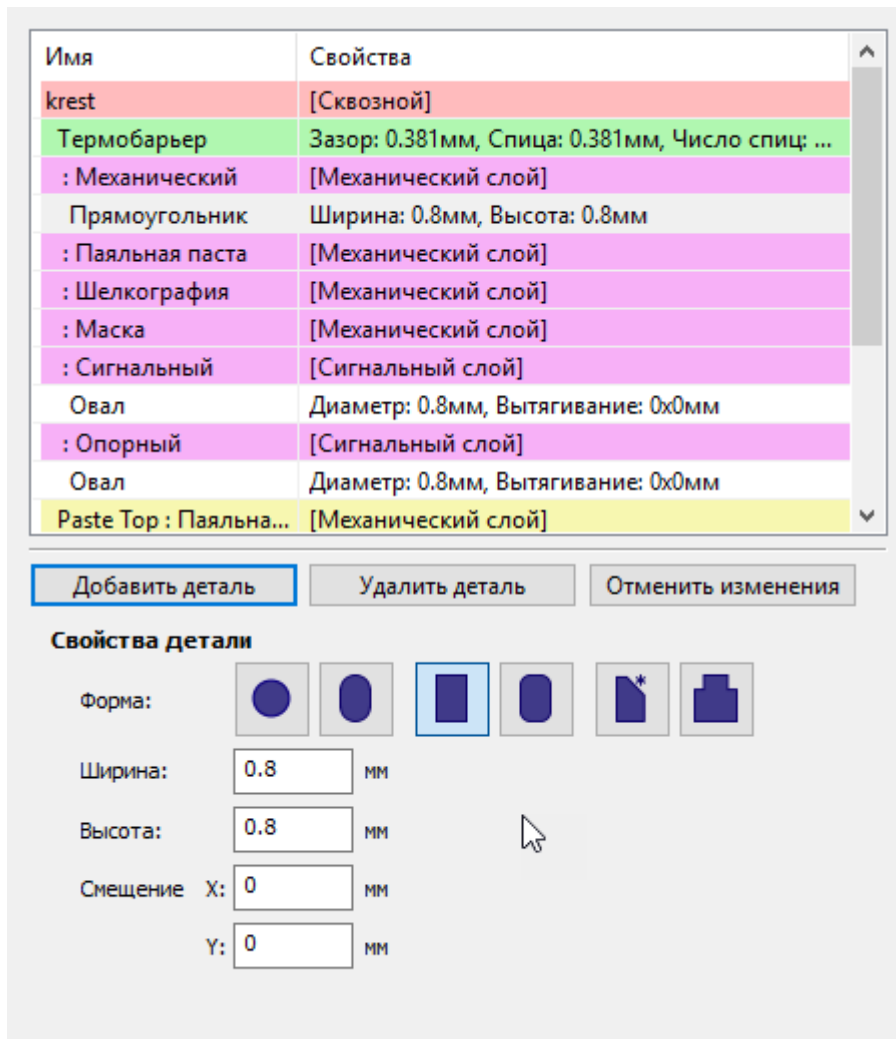 Имя Свойства
krest [Сквозной]
Термобарьер Зазор: 0.381мм, Спица: 0.381мм, Число спиц: ...
: Механический [Механический слой]
Прямоугольник Ширина: 0.8мм, Высота: 0.8мм
: Паяльная паста [Механический слой]
: Шелкография [Механический слой]
: Маска [Механический слой]
: Сигнальный [Сигнальный слой]
Овал Диаметр: 0.8мм, Вытягивание: 0x0мм
: Опорный [Сигнальный слой]
Овал Диаметр: 0.8мм, Вытягивание: 0x0мм
Paste Top : Паяльна... [Механический слой]
Добавить деталь Удалить деталь Отменить изменения
Свойства детали
Форма:
Ширина: 0.8 мм
Высота: 0.8 мм
Смещение X: 0 мм
Y: 0 мм